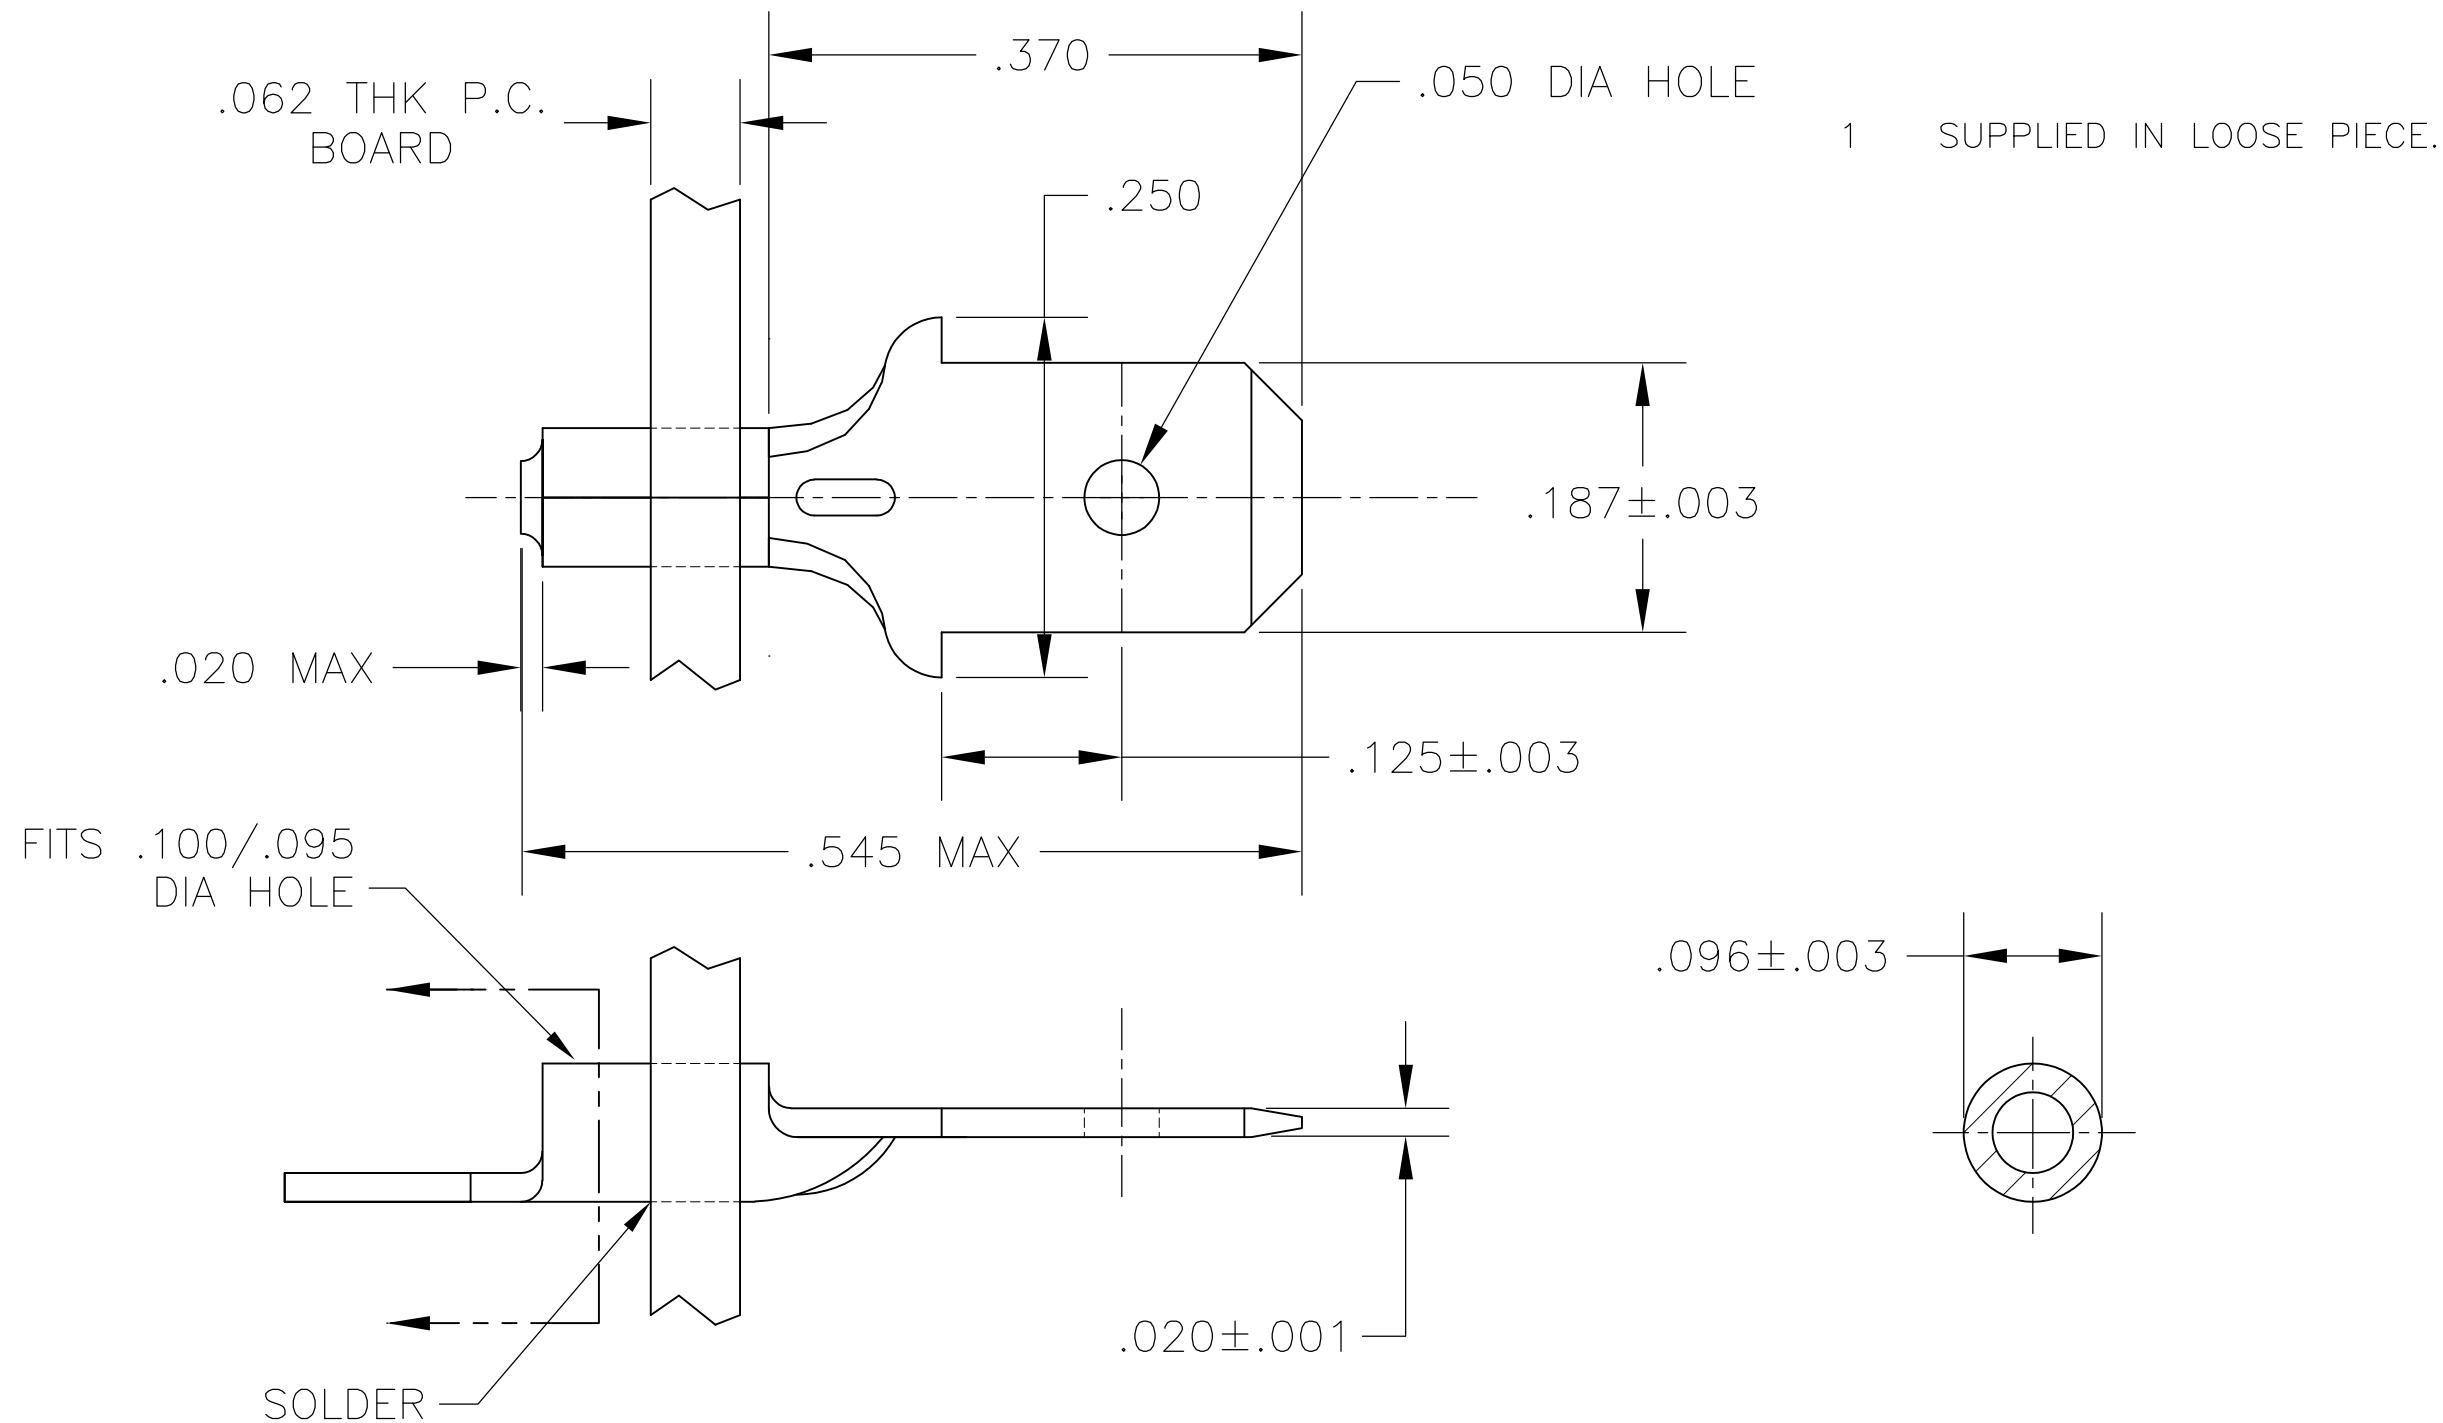 .370
.062 THK P.C.
BOARD
.050 DIA HOLE
1 SUPPLIED IN LOOSE PIECE.
.250
.187±.003
.020 MAX
.125±.003
.545 MAX
FITS .100/.095
DIA HOLE
.096±.003
.020±.001
SOLDER